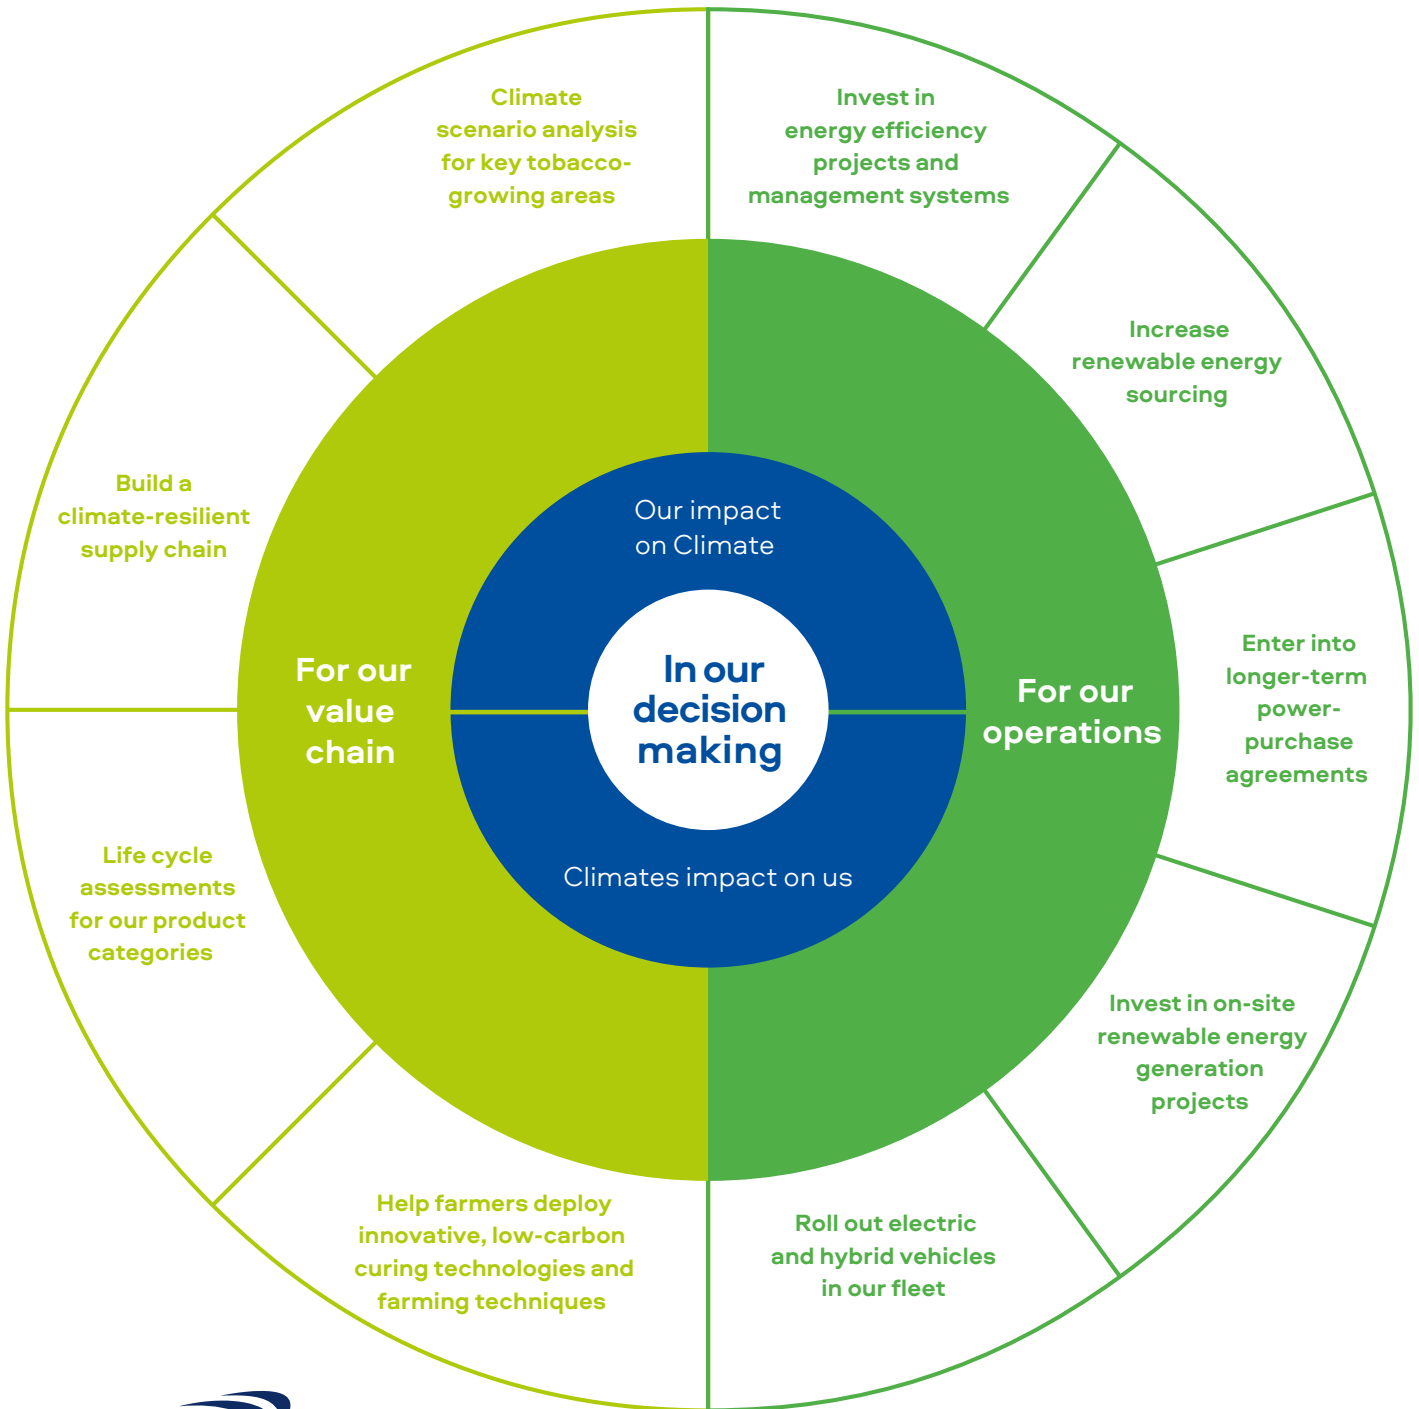 Climate
scenario analysis
for key tobacco-
growing areas
Invest in
energy efficiency
projects and
management systems
Increase
renewable energy
sourcing
Enter into
longer-term
power-
purchase
agreements
Invest in on-site
renewable energy
generation
projects
Roll out electric
and hybrid vehicles
in our fleet
Help farmers deploy
innovative, low-carbon
curing technologies and
farming techniques
Life cycle
assessments
for our product
categories
Build a
climate-resilient
supply chain
For our
value
chain
For our
operations
Our impact
on Climate
In our
decision
making
Climates impact on us